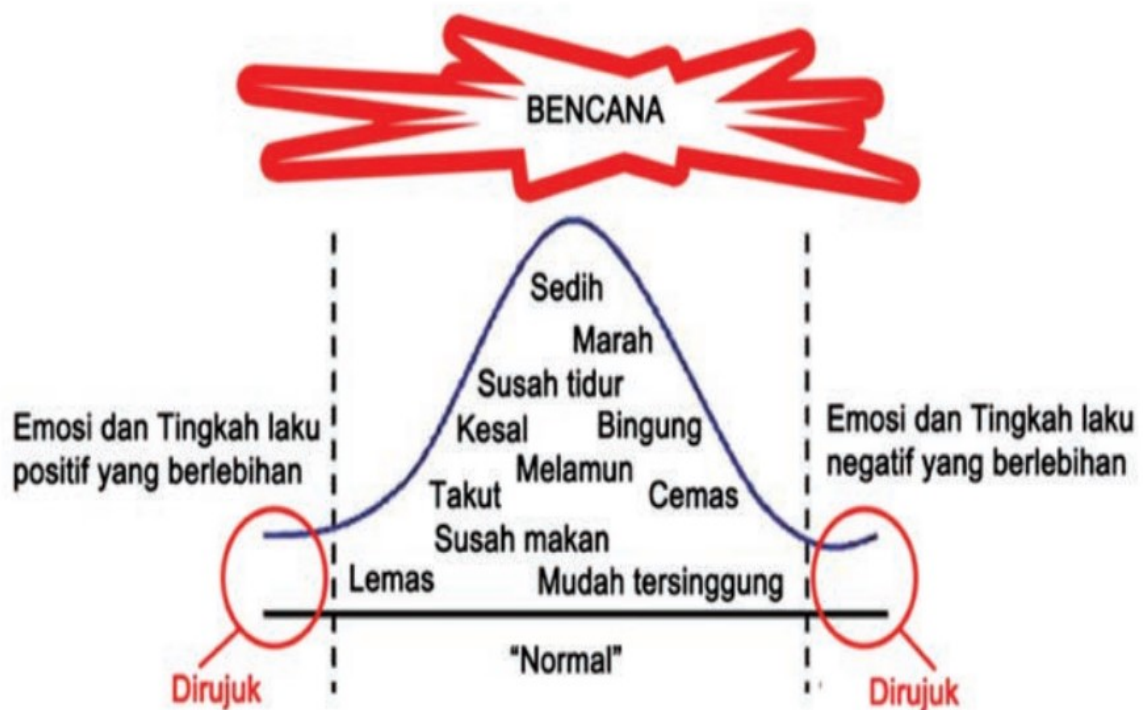 BENCANA
Sedih
Marah
Susah tidur
Kesal
Bingung
Melamun
Takut
Cemas
Susah makan
Lemas
Mudah tersinggung
Emosi dan Tingkah laku
positif yang berlebihan
Emosi dan Tingkah laku
negatif yang berlebihan
“Normal”
Dirujuk
Dirujuk